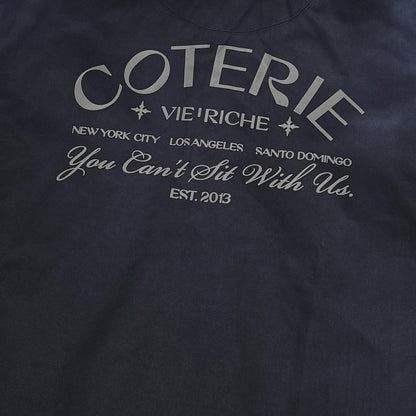 COTERIE
VIE'RICHE
NEW YORK CITY LOS ANGELES SANTO DOMINGO
You Can't Sit With Us.
EST. 2013